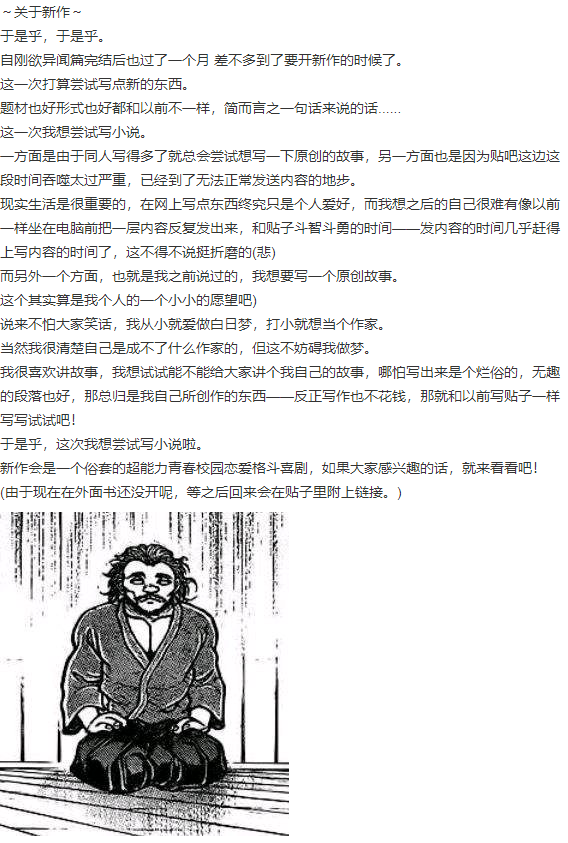 ～关于新作～
于是乎，于是乎。
自刚欲异闻篇完结后也过了一个月 差不多到了要开新作的时候了。
这一次打算尝试写点新的东西。
题材也好形式也好都和以前不一样，简而言之一句话来说的话......
这一次我想尝试写小说。
一方面是由于同人写得多了就总会尝试想写一下原创的故事，另一方面也是因为贴吧这边这
段时间吞噬太过严重，已经到了无法正常发送内容的地步。
现实生活是很重要的，在网上写点东西终究只是个人爱好，而我想之后的自己很难有像以前
一样坐在电脑前把一层内容反复发出来，和贴子斗智斗勇的时间——发内容的时间几乎赶得
上写内容的时间了，这不得不说挺折磨的(悲)
而另外一个方面，也就是我之前说过的，我想要写一个原创故事。
这个其实算是我个人的一个小小的愿望吧)
说来不怕大家笑话，我从小就爱做白日梦，打小就想当个作家。
当然我很清楚自己是成不了什么作家的，但这不妨碍我做梦。
我很喜欢讲故事，我想试试能不能给大家讲个我自己的故事，哪怕写出来是个烂俗的，无趣
的段落也好，那总归是我自己所创作的东西——反正写作也不花钱，那就和以前写贴子一样
写写试试吧！
于是乎，这次我想尝试写小说啦。
新作会是一个俗套的超能力青春校园恋爱格斗喜剧，如果大家感兴趣的话，就来看看吧！
(由于现在在外面书还没开呢，等之后回来会在贴子里附上链接。)